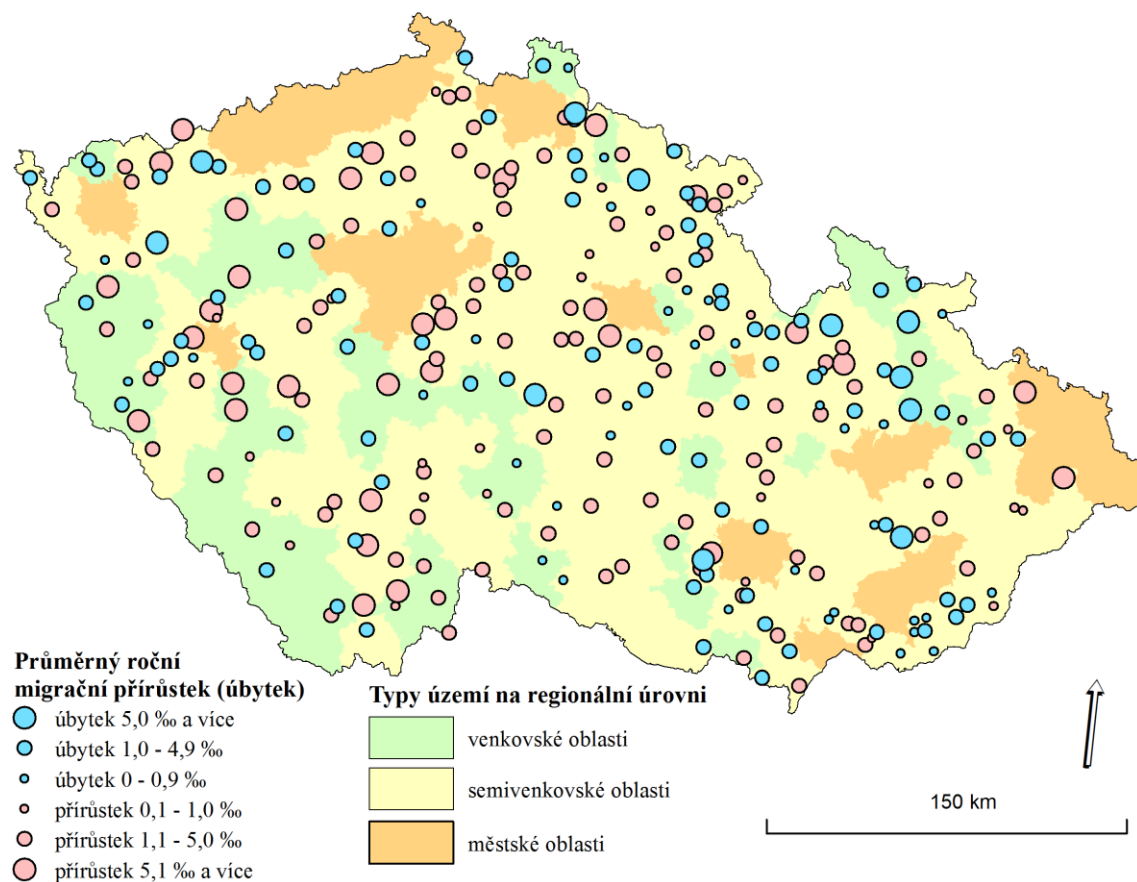 Průměrný roční
migrační přírůstek (úbytek)
úbytek 5,0 ‰ a více
úbytek 1,0 - 4,9 ‰
úbytek 0 - 0,9 ‰
přírůstek 0,1 - 1,0 ‰
přírůstek 1,1 - 5,0 ‰
přírůstek 5,1 ‰ a více
Typy území na regionální úrovni
venkovské oblasti
semivenkovské oblasti
městské oblasti
150 km